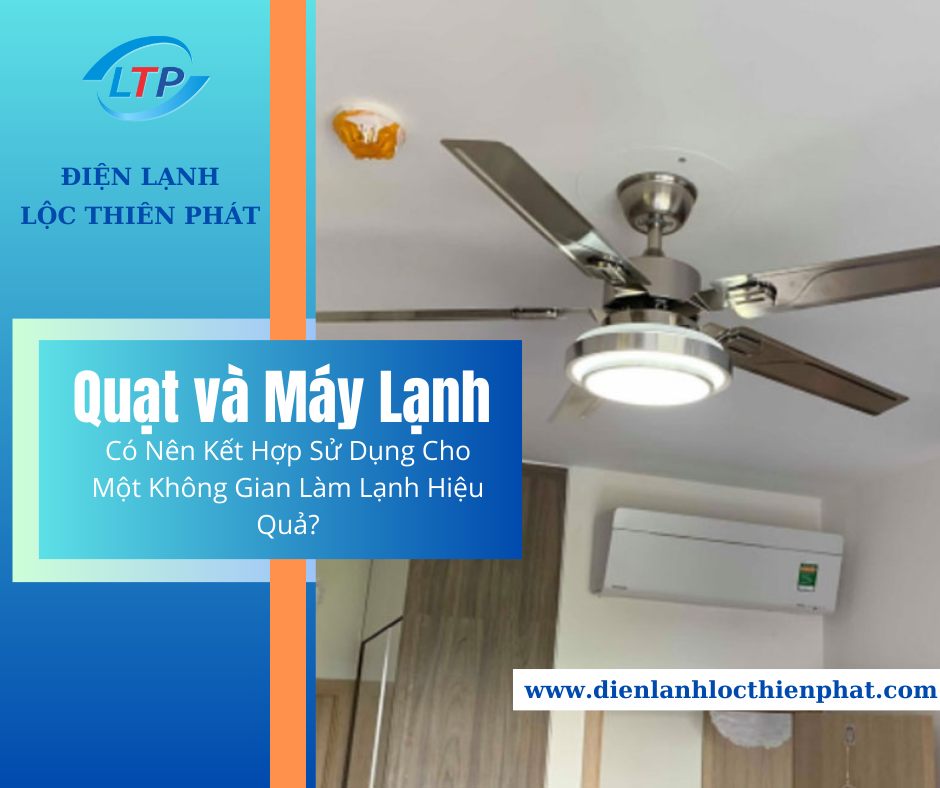 LTP
ĐIỆN LẠNH
LỘC THIÊN PHÁT
Quạt và Máy Lạnh
Có Nên Kết Hợp Sử Dụng Cho
Một Không Gian Làm Lạnh Hiệu
Quả?
www.dienlanhlocthienphat.com